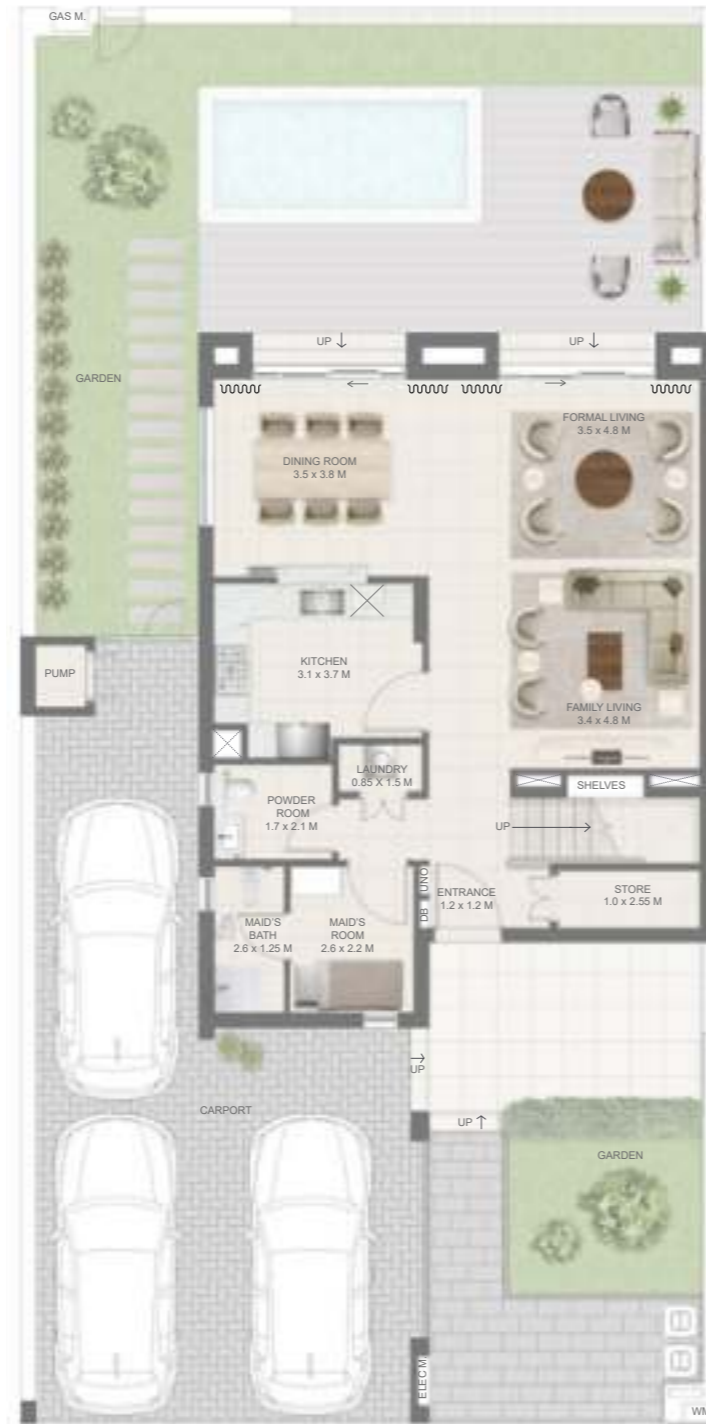 GAS M.
UP
UP
GARDEN
FORMAL LIVING
3.5 x 4.8 M
DINING ROOM
3.5 x 3.8 M
KITCHEN
3.1 x 3.7 M
PUMP
FAMILY LIVING
3.4 x 4.8 M
LAUNDRY
0.85 X 1.5 M
SHELVES
POWDER
ROOM
1.7 x 2.1 M
UP
UNO
DB
ENTRANCE
1.2 x 1.2 M
STORE
1.0 x 2.55 M
MAID'S
BATH
2.6 x 1.25 M
MAID'S
ROOM
2.6 x 2.2 M
UP
CARPORT
UP
GARDEN
ELEC M.
WM